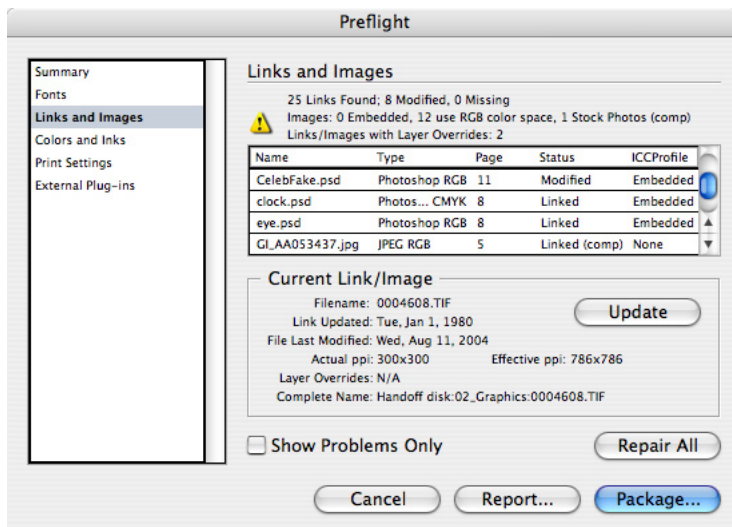 Preflight
Summary
Fonts
Links and Images
Colors and Inks
Print Settings
External Plug-ins
Links and Images
25 Links Found; 8 Modified, 0 Missing
Images: 0 Embedded, 12 use RGB color space, 1 Stock Photos (comp)
Links/Images with Layer Overrides: 2
Name Type Page Status ICCProfile
CelebFake.psd Photoshop RGB 11 Modified Embedded
clock.psd Photos... CMYK 8 Linked Embedded
eye.psd Photoshop RGB 8 Linked Embedded
GI_AA053437.jpg JPEG RGB 5 Linked (comp) None
Current Link/Image
Filename: 0004608.TIF
Update
Link Updated: Tue, Jan 1, 1980
File Last Modified: Wed, Aug 11, 2004
Actual ppi: 300x300 Effective ppi: 786x786
Layer Overrides: N/A
Complete Name: Handoff disk:02_Graphics:0004608.TIF
Show Problems Only
Repair All
Cancel Report... Package...